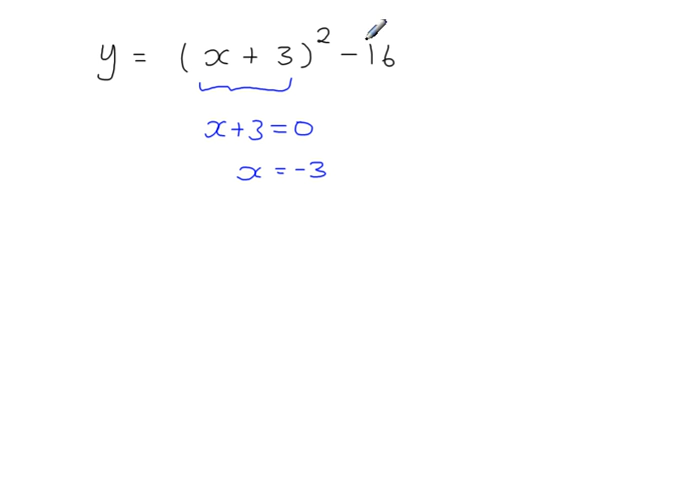 y = (x + 3)² - 16
x + 3 = 0
x = -3